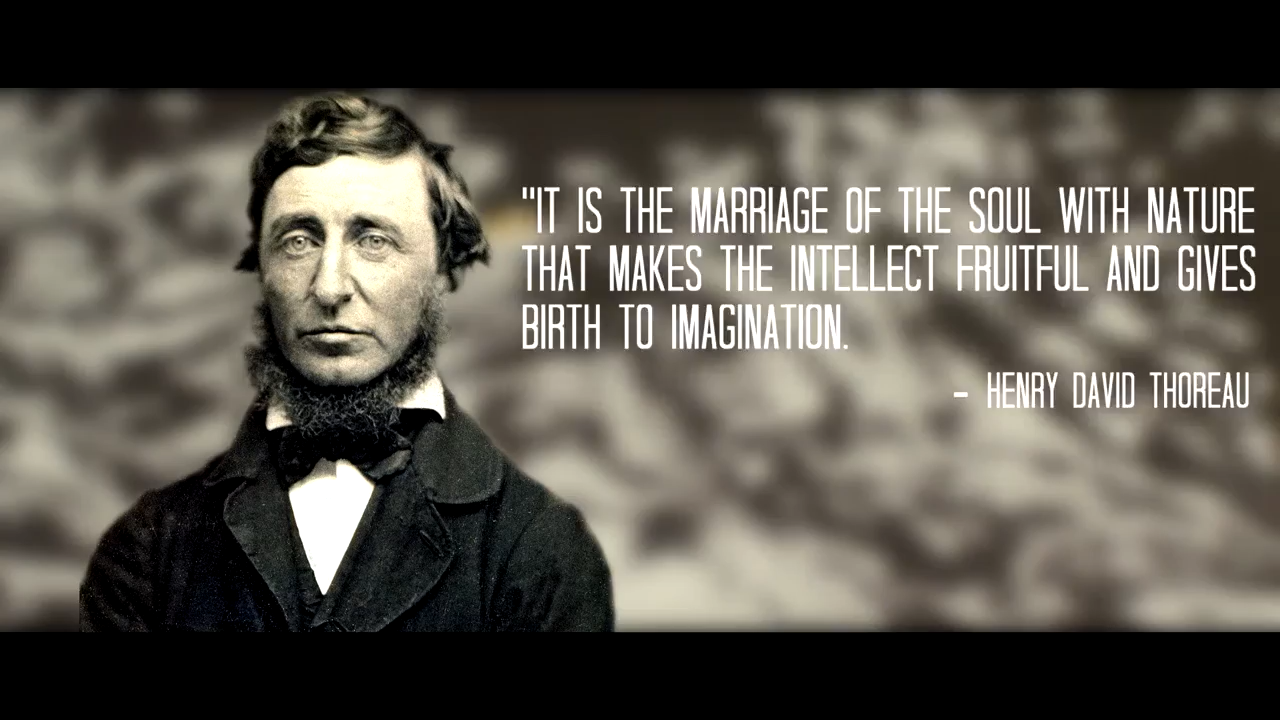 "IT IS THE MARRIAGE OF THE SOUL WITH NATURE
THAT MAKES THE INTELLECT FRUITFUL AND GIVES
BIRTH TO IMAGINATION.
- HENRY DAVID THOREAU